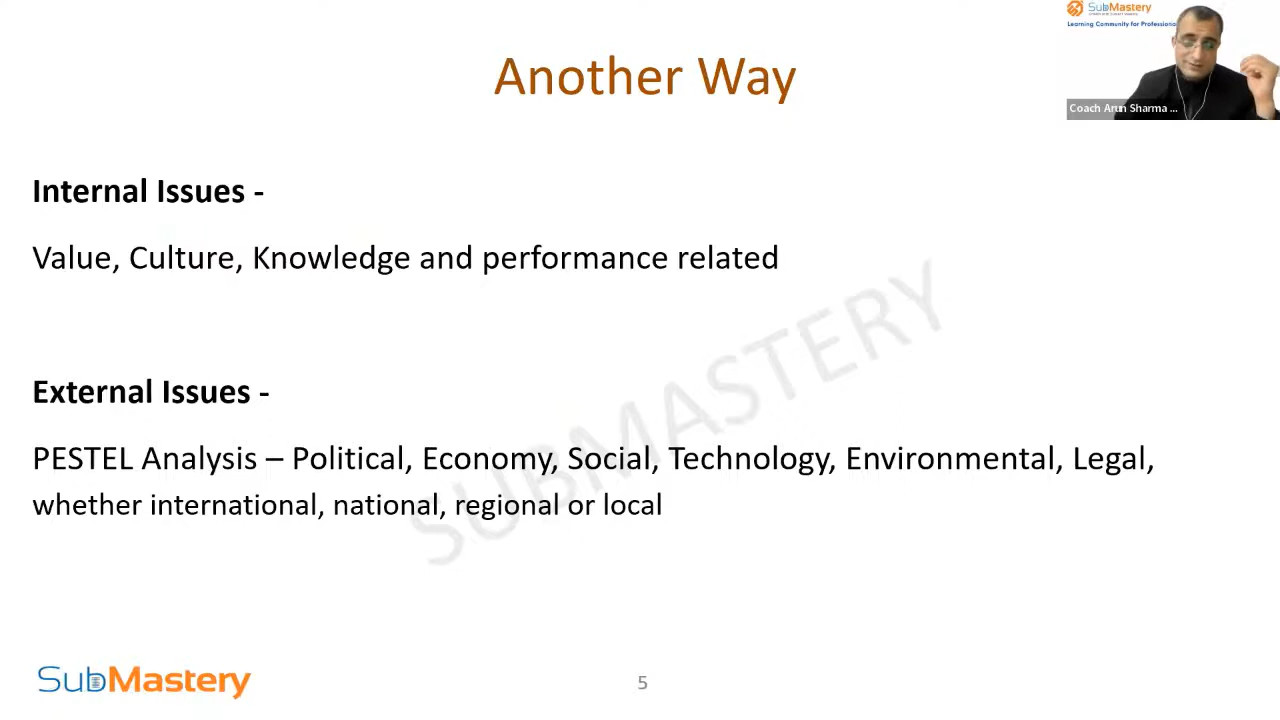 SubMastery
Learning Community for Professiona
Another Way
Coach Arun Sharma ...
Internal Issues -
Value, Culture, Knowledge and performance related
SUBMASTERY
External Issues -
PESTEL Analysis – Political, Economy, Social, Technology, Environmental, Legal,
whether international, national, regional or local
SubMastery
5